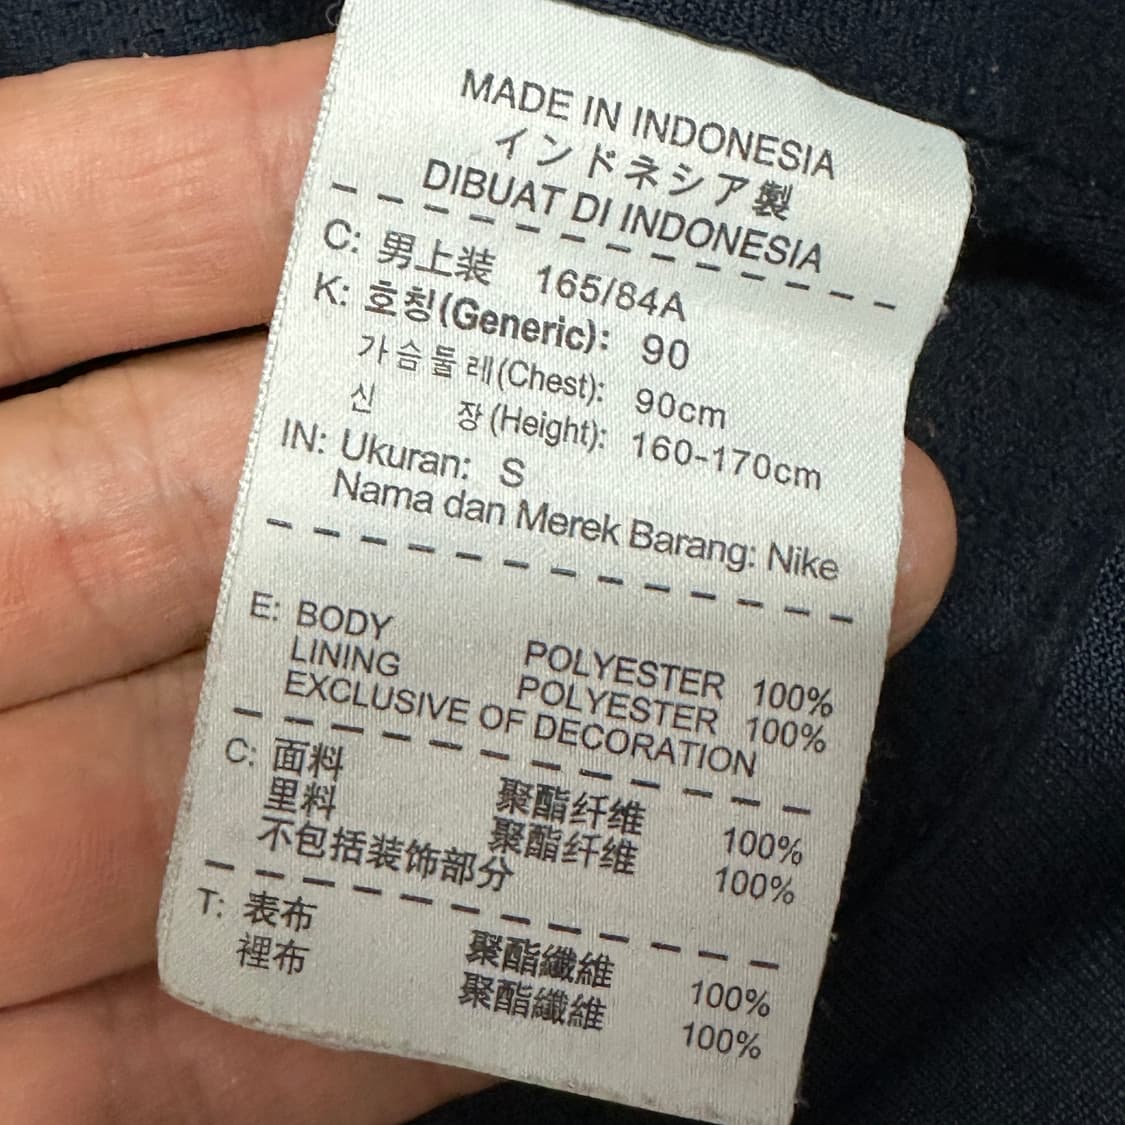 MADE IN INDONESIA
インドネシア製
DIBUAT DI INDONESIA
C: 男上装 165/84A
K: 호칭(Generic): 90
가슴둘레(Chest): 90cm
신 장(Height): 160-170cm
IN: Ukuran: S
Nama dan Merek Barang: Nike
E: BODY POLYESTER 100%
LINING POLYESTER 100%
EXCLUSIVE OF DECORATION
C: 面料 聚酯纤维 100%
里料 聚酯纤维 100%
不包括装饰部分
T: 表布 聚酯纖維 100%
裡布 聚酯纖維 100%